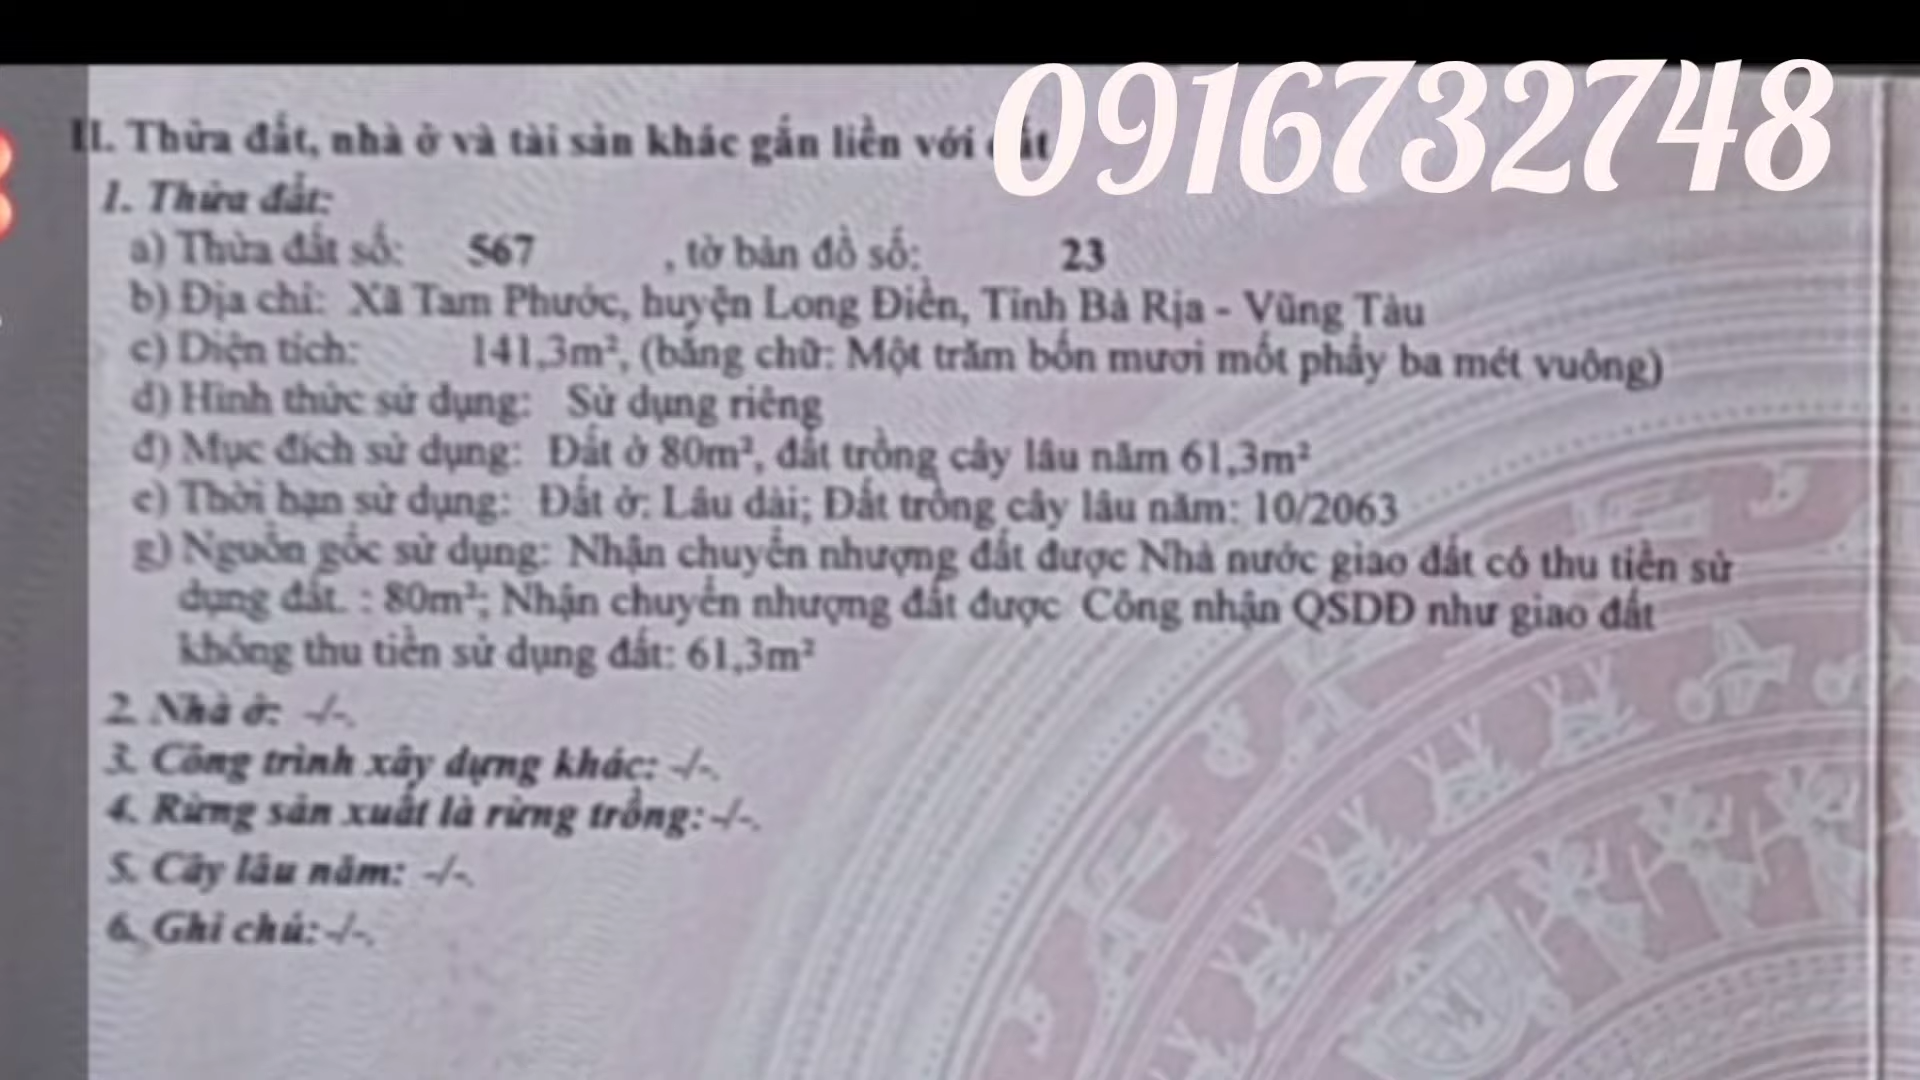 0916732748
II. Thửa đất, nhà ở và tài sản khác gắn liền với đất
1. Thửa đất:
a) Thửa đất số: 567 , tờ bản đồ số: 23
b) Địa chỉ: Xã Tam Phước, huyện Long Điền, Tỉnh Bà Rịa - Vũng Tàu
c) Diện tích: 141,3m², (bằng chữ: Một trăm bốn mươi mốt phẩy ba mét vuông)
d) Hình thức sử dụng: Sử dụng riêng
đ) Mục đích sử dụng: Đất ở 80m², đất trồng cây lâu năm 61,3m²
e) Thời hạn sử dụng: Đất ở: Lâu dài; Đất trồng cây lâu năm: 10/2063
g) Nguồn gốc sử dụng: Nhận chuyển nhượng đất được Nhà nước giao đất có thu tiền sử
dụng đất. : 80m²; Nhận chuyển nhượng đất được Công nhận QSDĐ như giao đất
không thu tiền sử dụng đất: 61,3m²
2. Nhà ở: -/-.
3. Công trình xây dựng khác: -/-.
4. Rừng sản xuất là rừng trồng: -/-.
5. Cây lâu năm: -/-.
6. Ghi chú: -/-.